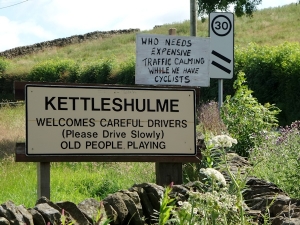 30
WHO NEEDS
EXPENSIVE
TRAFFIC CALMING
WHILE WE HAVE
CYCLISTS
KETTLESHULME
WELCOMES CAREFUL DRIVERS
(Please Drive Slowly)
OLD PEOPLE PLAYING